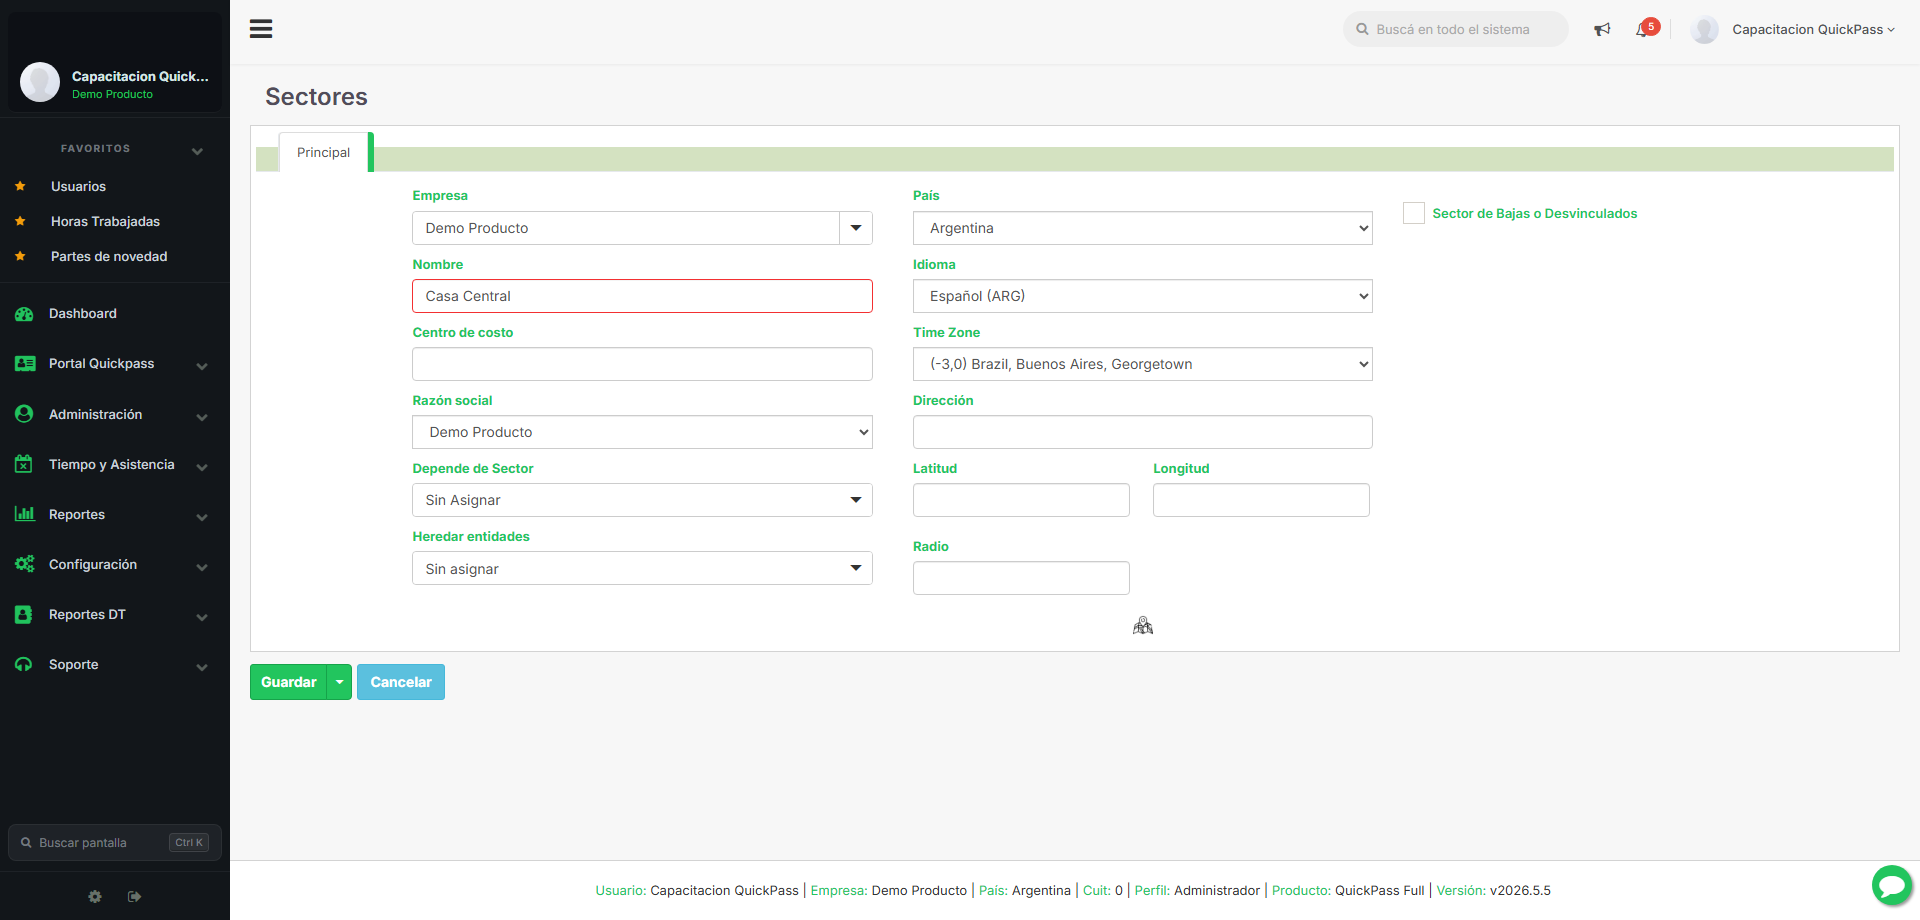 Capacitacion Quick...
Demo Producto
FAVORITOS
Usuarios
Horas Trabajadas
Partes de novedad
Dashboard
Portal Quickpass
Administración
Tiempo y Asistencia
Reportes
Configuración
Reportes DT
Soporte
Buscar pantalla
Ctrl K
Buscá en todo el sistema
5
Capacitacion QuickPass
Sectores
Principal
Empresa
Demo Producto
Nombre
Casa Central
Centro de costo
Razón social
Demo Producto
Depende de Sector
Sin Asignar
Heredar entidades
Sin asignar
País
Argentina
Idioma
Español (ARG)
Time Zone
(-3,0) Brazil, Buenos Aires, Georgetown
Dirección
Latitud
Longitud
Radio
Sector de Bajas o Desvinculados
Guardar
Cancelar
Usuario: Capacitacion QuickPass | Empresa: Demo Producto | País: Argentina | Cuit: 0 | Perfil: Administrador | Producto: QuickPass Full | Versión: v2026.5.5